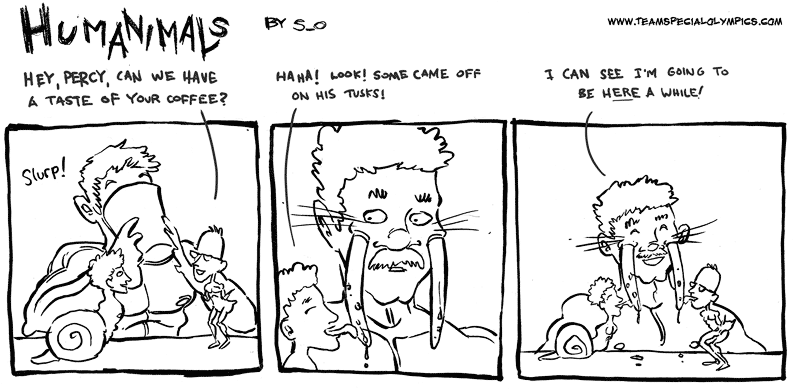 HUMANIMALS
BY S_O
WWW.TEAMSPECIALOLYMPICS.COM
HEY, PERCY, CAN WE HAVE
A TASTE OF YOUR COFFEE?
Slurp!
HAHA! LOOK! SOME CAME OFF
ON HIS TUSKS!
I CAN SEE I'M GOING TO
BE HERE A WHILE!